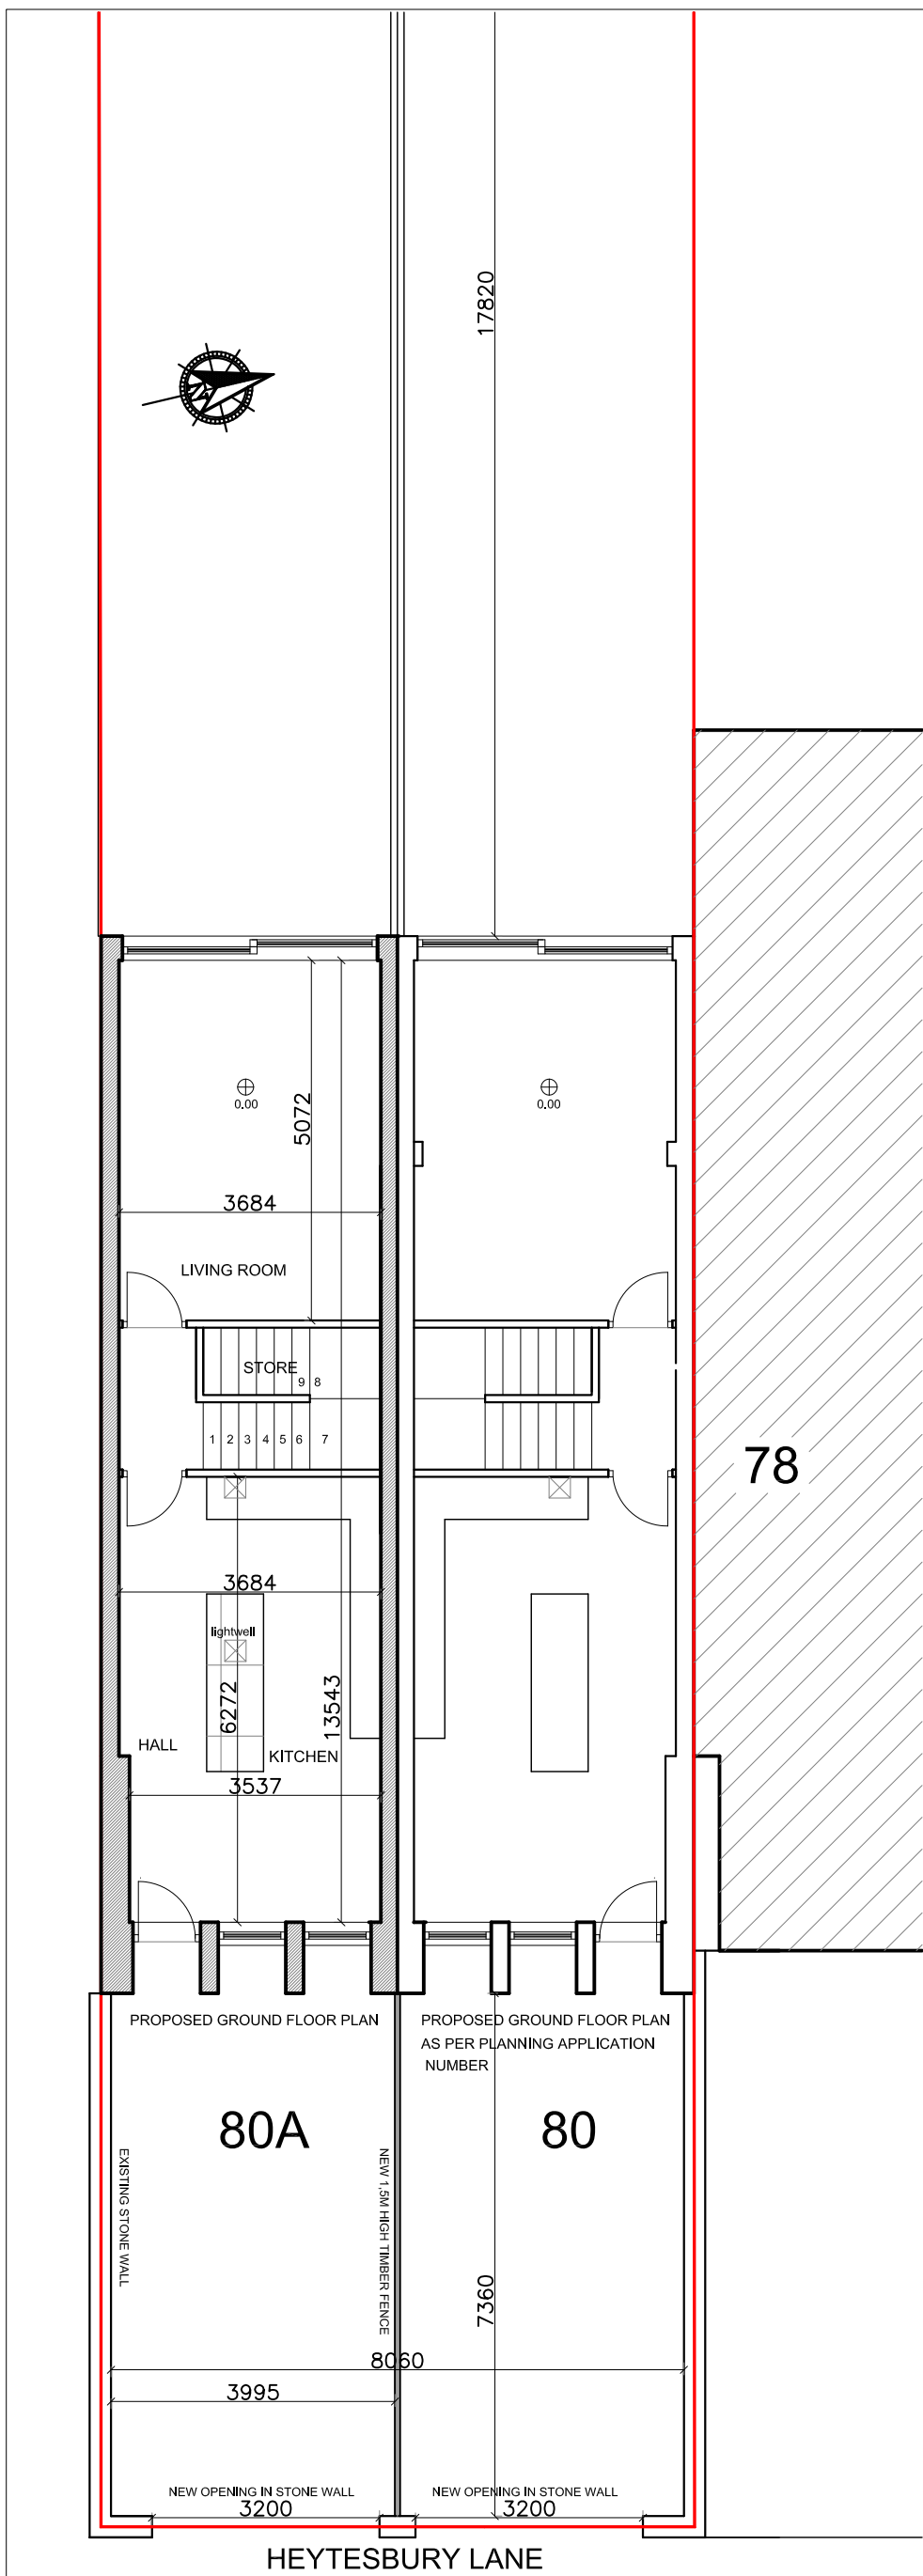 17820
N
0.00
0.00
5072
3684
LIVING ROOM
STORE
9 8
1 2 3 4 5 6 7
78
3684
lightwell
6272
13543
HALL
KITCHEN
3537
PROPOSED GROUND FLOOR PLAN
PROPOSED GROUND FLOOR PLAN
AS PER PLANNING APPLICATION
NUMBER
80A
80
EXISTING STONE WALL
NEW 1,5M HIGH TIMBER FENCE
7360
8060
3995
NEW OPENING IN STONE WALL
NEW OPENING IN STONE WALL
3200
3200
HEYTESBURY LANE